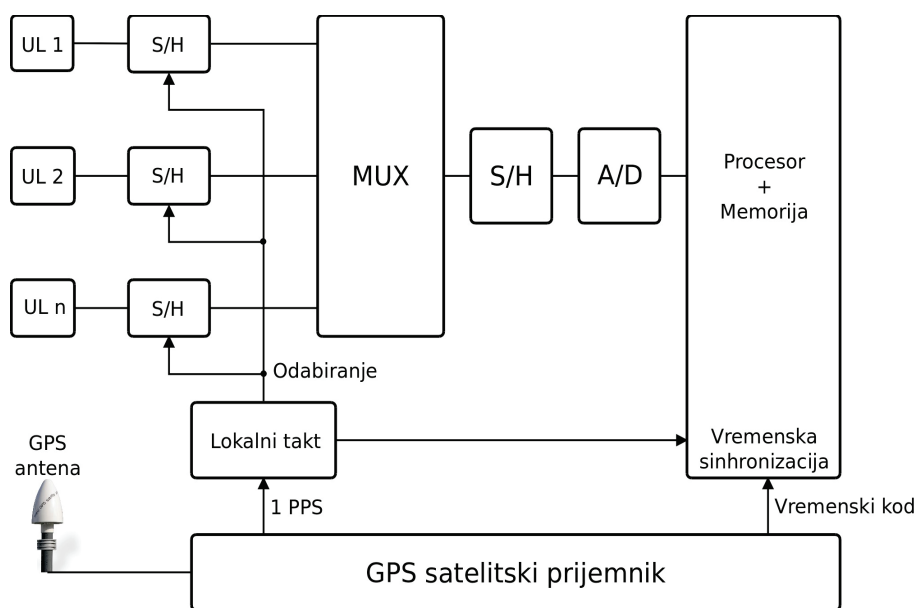 UL 1
S/H
UL 2
S/H
UL n
S/H
MUX
S/H
A/D
Procesor
+
Memorija
Odabiranje
Lokalni takt
Vremenska
sinhronizacija
GPS
antena
1 PPS
Vremenski kod
GPS satelitski prijemnik